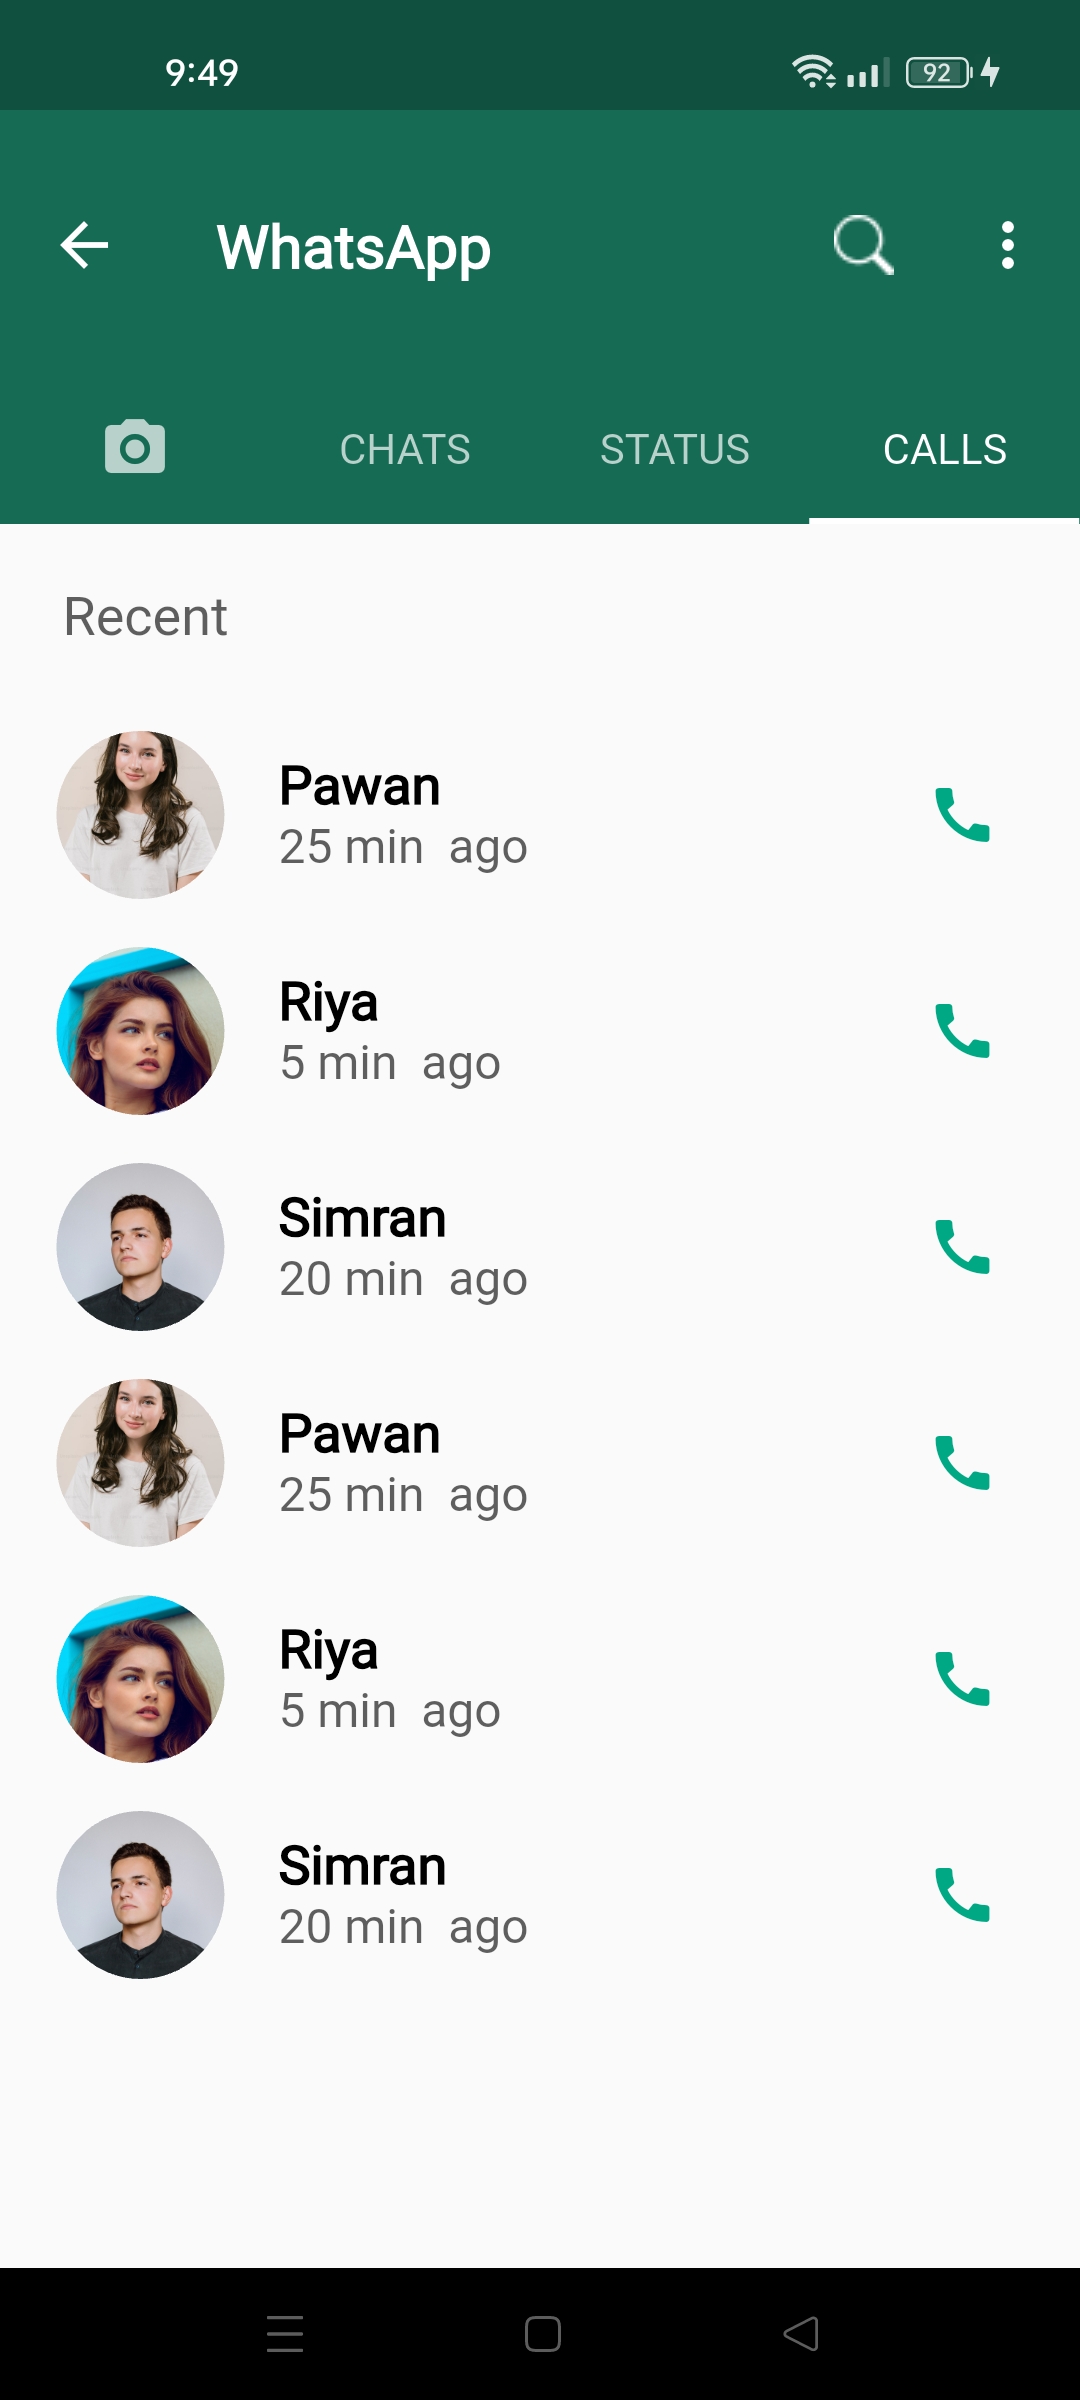 9:49
92
WhatsApp
CHATS STATUS CALLS
Recent
Pawan
25 min  ago
Riya
5 min  ago
Simran
20 min  ago
Pawan
25 min  ago
Riya
5 min  ago
Simran
20 min  ago